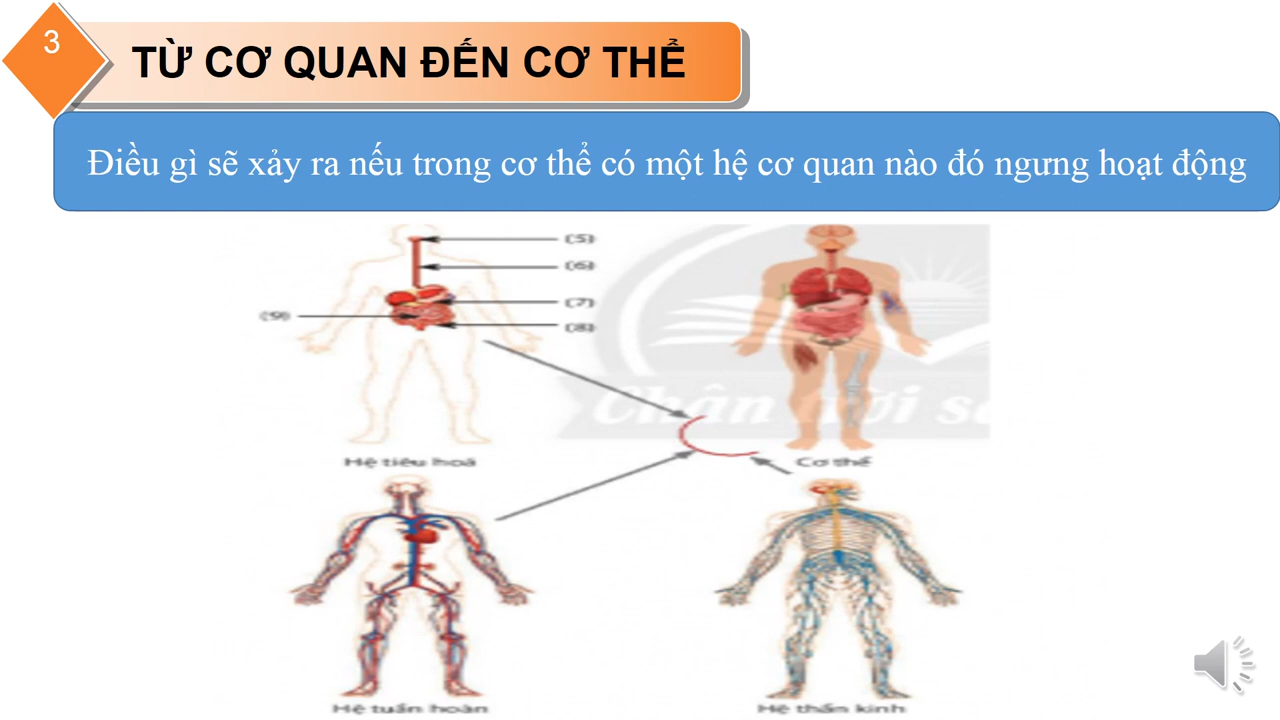 3
TỪ CƠ QUAN ĐẾN CƠ THỂ
Điều gì sẽ xảy ra nếu trong cơ thể có một hệ cơ quan nào đó ngưng hoạt động
(5)
(6)
(7)
(9)
(8)
Chân trời s
Hệ tiêu hoá
Cơ thể
Hệ tuần hoàn
Hệ thần kinh